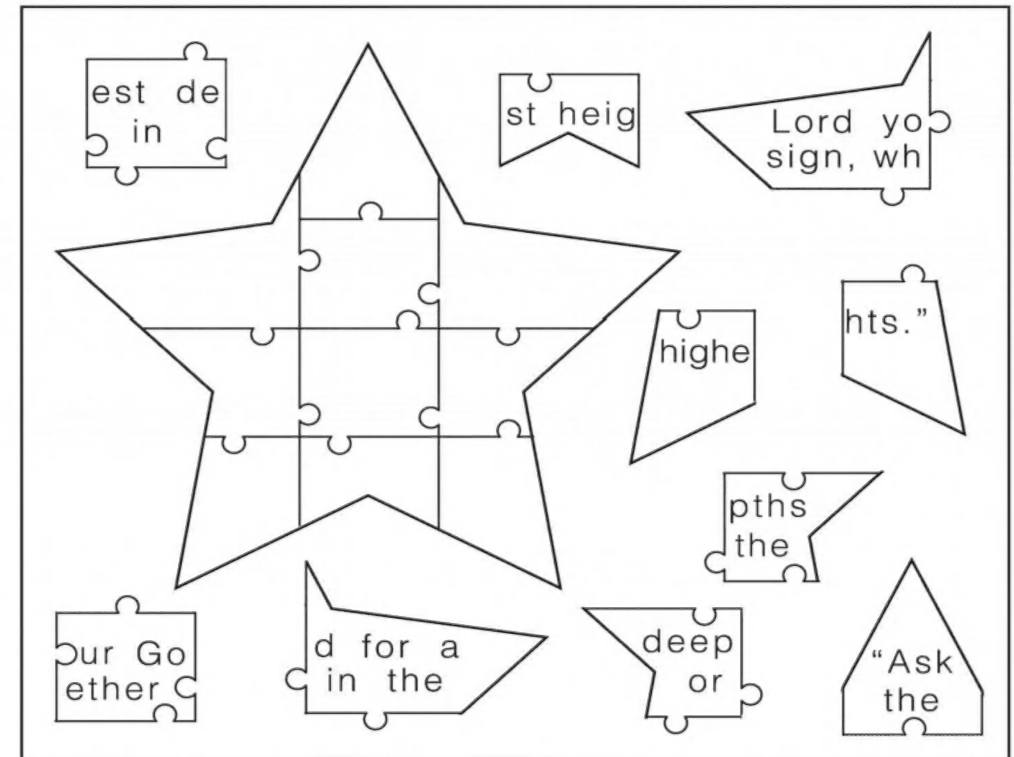 est de
in
st heig
Lord yo
sign, wh
highe
hts.”
pths
the
ur Go
ether
d for a
in the
deep
or
“Ask
the